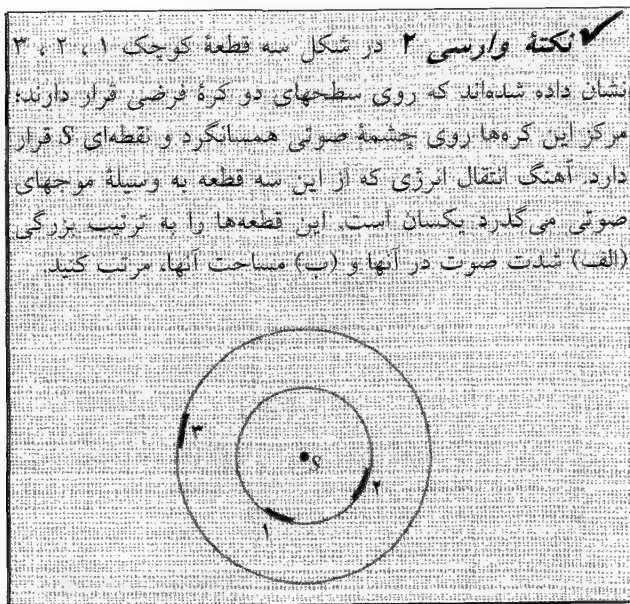 نکتهٔ وارسی ۲ در شکل سه قطعهٔ کوچک ۱ ، ۲ ، ۳
نشان داده شده‌اند که روی سطحهای دو کرهٔ فرضی قرار دارند؛
مرکز این کره‌ها روی چشمهٔ صوتی همسانگرد و نقطه‌ای S قرار
دارد. آهنگ انتقال انرژی که از این سه قطعه به وسیلهٔ موجهای
صوتی می‌گذرد یکسان است. این قطعه‌ها را به ترتیب بزرگی
(الف) شدت صوت در آنها و (ب) مساحت آنها، مرتب کنید.
۳
S
۲
۱